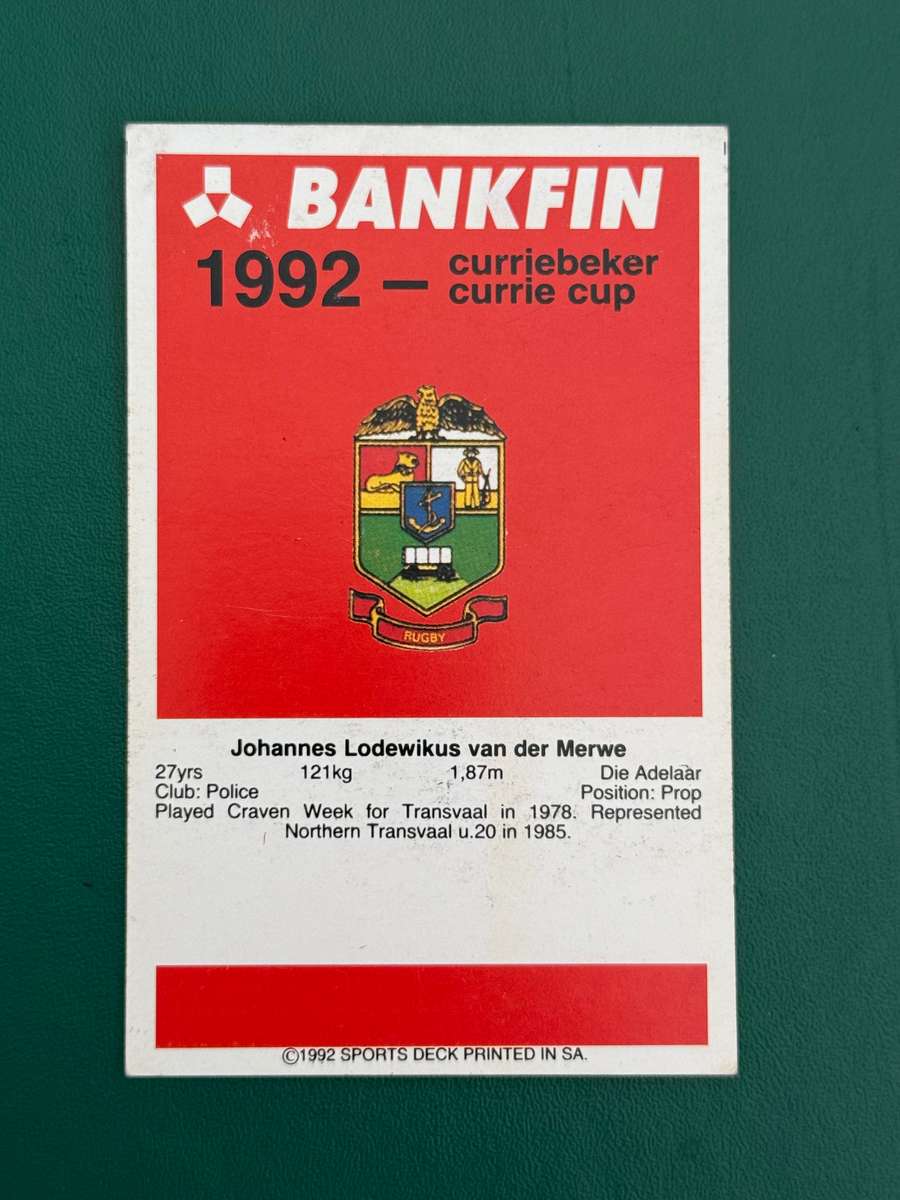 BANKFIN
1992 – curriebeker
currie cup
RUGBY
Johannes Lodewikus van der Merwe
27yrs 121kg 1,87m Die Adelaar
Club: Police Position: Prop
Played Craven Week for Transvaal in 1978. Represented
Northern Transvaal u.20 in 1985.
©1992 SPORTS DECK PRINTED IN SA.